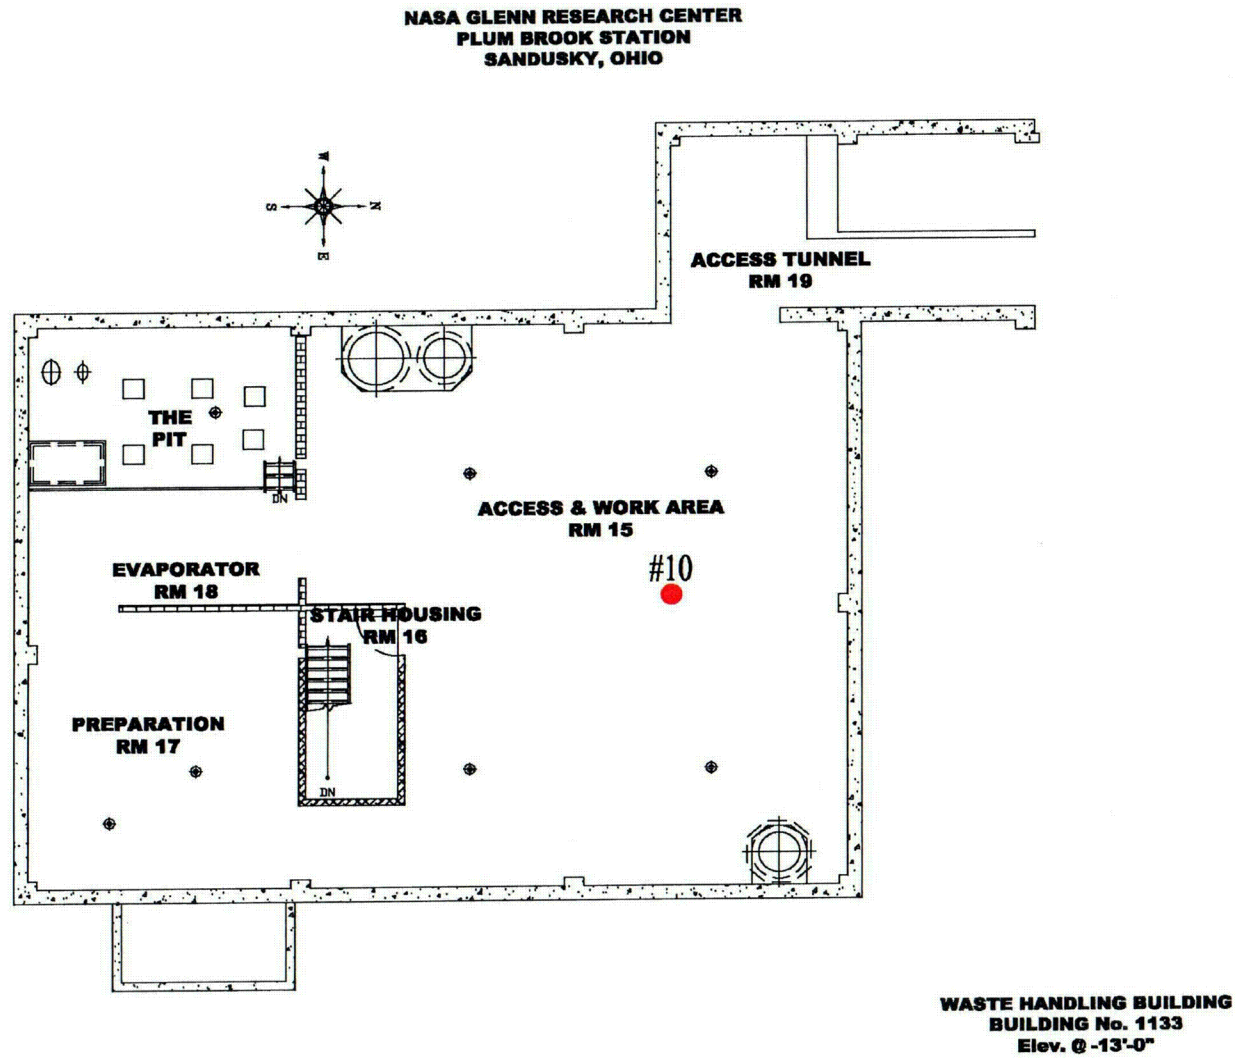 NASA GLENN RESEARCH CENTER
PLUM BROOK STATION
SANDUSKY, OHIO
W
S
N
E
ACCESS TUNNEL
RM 19
THE
PIT
DN
ACCESS & WORK AREA
RM 15
#10
EVAPORATOR
RM 18
STAIR HOUSING
RM 16
PREPARATION
RM 17
DN
WASTE HANDLING BUILDING
BUILDING No. 1133
Elev. @ -13'-0"